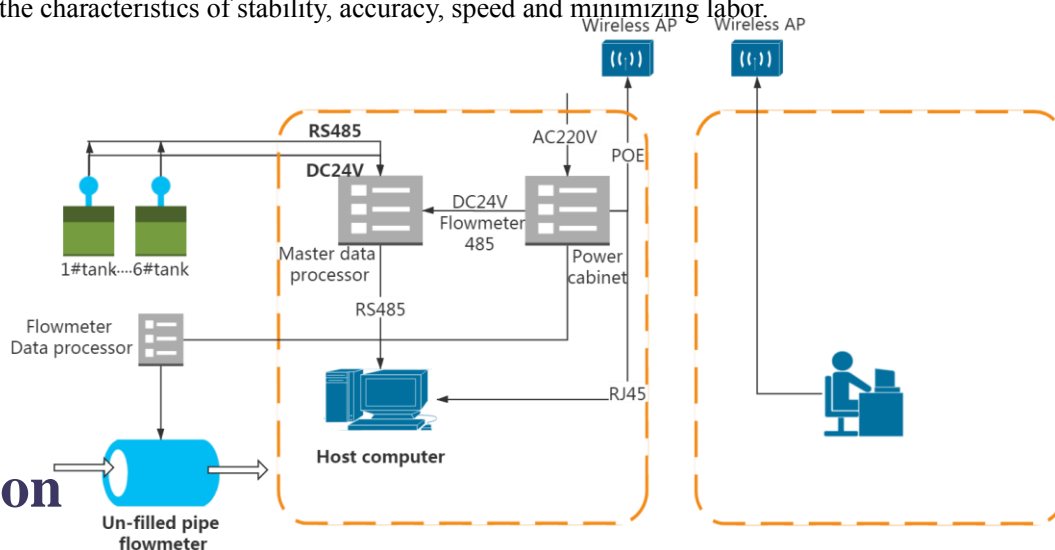 the characteristics of stability, accuracy, speed and minimizing labor.
Wireless AP
Wireless AP
RS485
AC220V
POE
DC24V
DC24V
Flowmeter
485
Master data
processor
Power
cabinet
1#tank····6#tank
RS485
Flowmeter
Data processor
RJ45
Host computer
on
Un-filled pipe
flowmeter